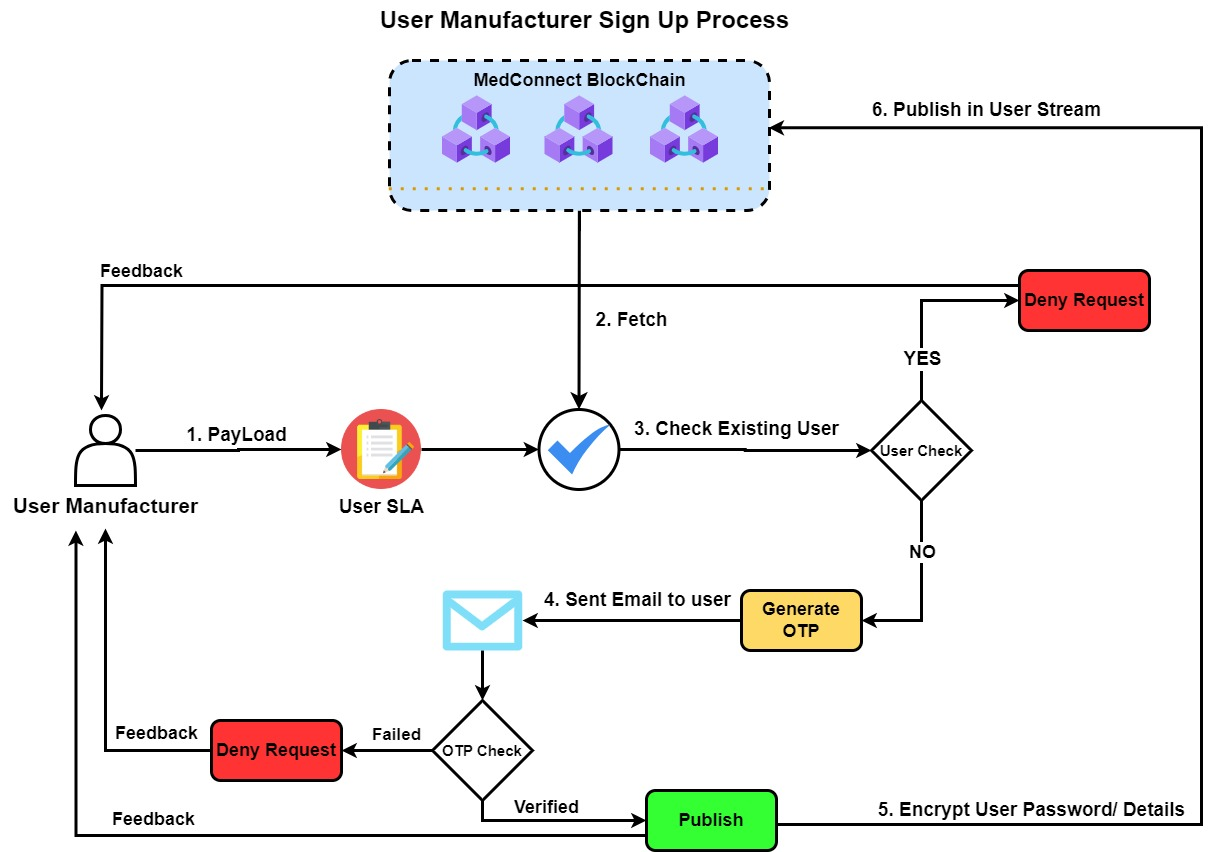 User Manufacturer Sign Up Process
MedConnect BlockChain
6. Publish in User Stream
Feedback
Deny Request
2. Fetch
YES
1. PayLoad
3. Check Existing User
User Check
User Manufacturer
User SLA
NO
4. Sent Email to user
Generate
OTP
Feedback
Deny Request
Failed
OTP Check
Verified
Feedback
Publish
5. Encrypt User Password/ Details